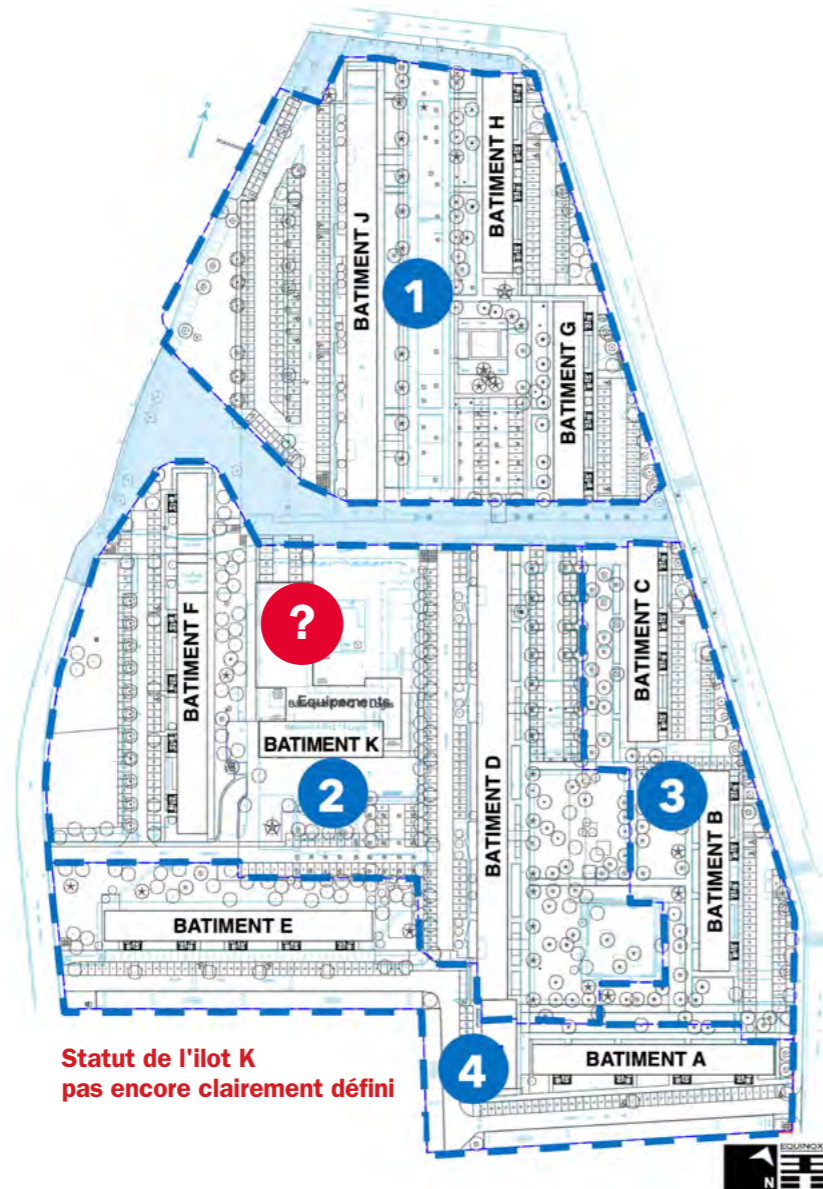 BATIMENT H
BATIMENT J
1
BATIMENT G
BATIMENT C
?
BATIMENT F
Equipements
BATIMENT K
BATIMENT D
2
3
BATIMENT B
BATIMENT E
Statut de l'ilot K
pas encore clairement défini
4
BATIMENT A
EQUINOX
N